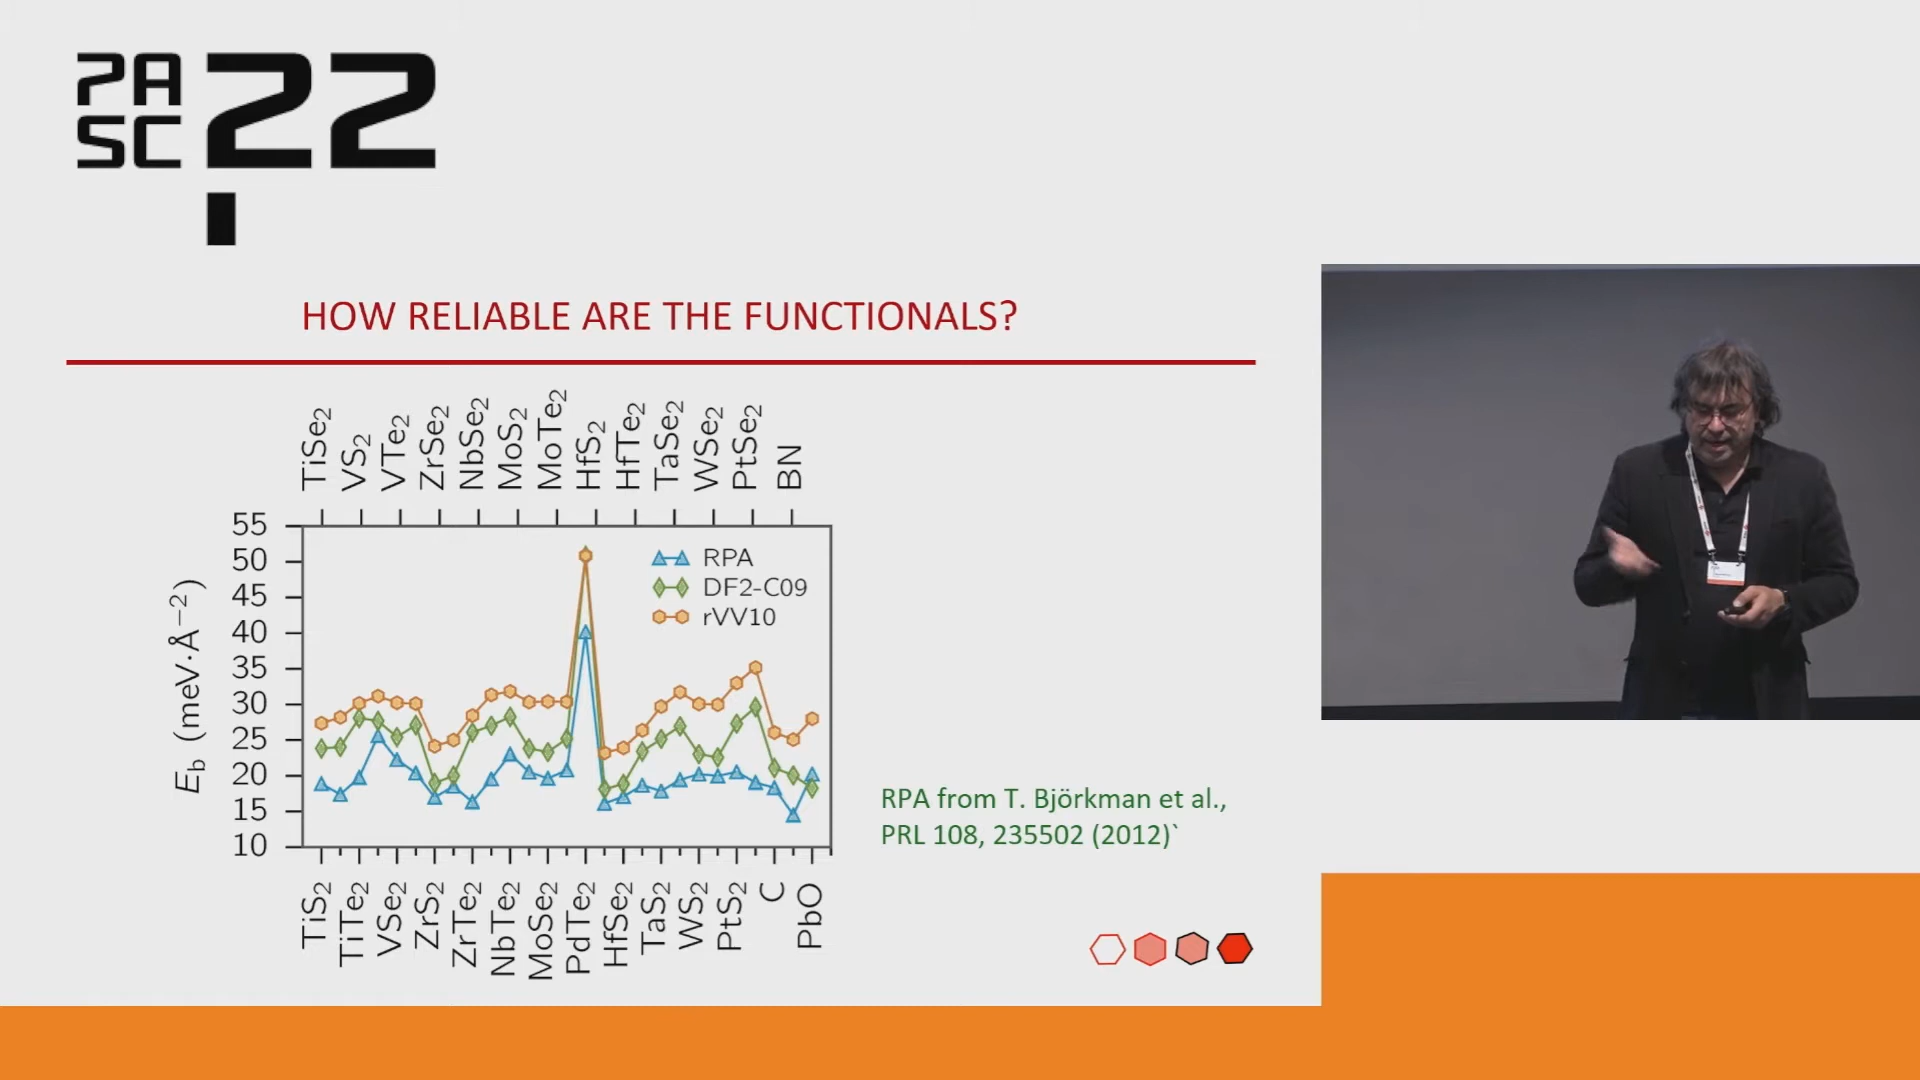 PA
SC 22
HOW RELIABLE ARE THE FUNCTIONALS?
TiSe2 VS2 VTe2 ZrSe2 NbSe2 MoS2 MoTe2 HfS2 HfTe2 TaSe2 WSe2 PtSe2 BN
55
50
45
40
35
30
25
20
15
10
Eb (meV·Å−2)
RPA
DF2-C09
rVV10
TiS2 TiTe2 VSe2 ZrS2 ZrTe2 NbTe2 MoSe2 PdTe2 HfSe2 TaS2 WS2 PtS2 C PbO
RPA from T. Björkman et al.,
PRL 108, 235502 (2012)`